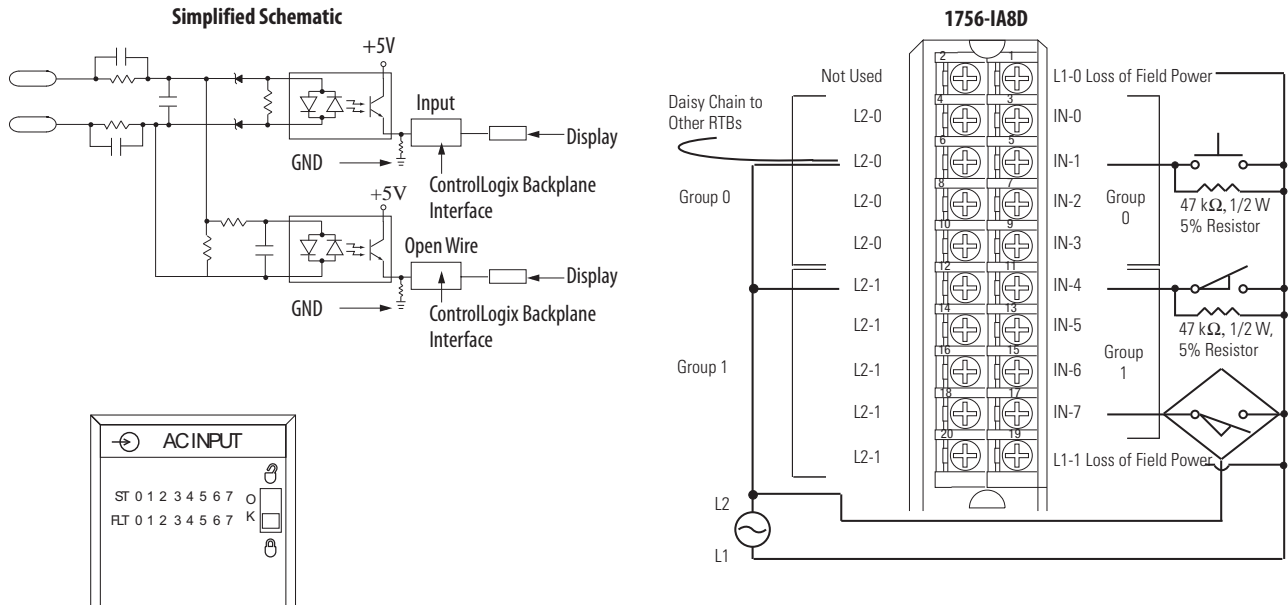 Simplified Schematic
+5V
Input
Display
GND
ControlLogix Backplane
Interface
+5V
Open Wire
Display
GND
ControlLogix Backplane
Interface
AC INPUT
ST 0 1 2 3 4 5 6 7
FLT 0 1 2 3 4 5 6 7
O
K
1756-IA8D
Not Used
2
1
L1-0 Loss of Field Power
Daisy Chain to
Other RTBs
L2-0
4
3
IN-0
L2-0
6
5
IN-1
Group 0
L2-0
8
7
IN-2
Group
0
47 kΩ, 1/2 W
5% Resistor
L2-0
10
9
IN-3
L2-1
12
11
IN-4
L2-1
14
13
IN-5
47 kΩ, 1/2 W,
5% Resistor
Group 1
L2-1
16
15
IN-6
Group
1
L2-1
18
17
IN-7
L2-1
20
19
L1-1 Loss of Field Power
L2
L1